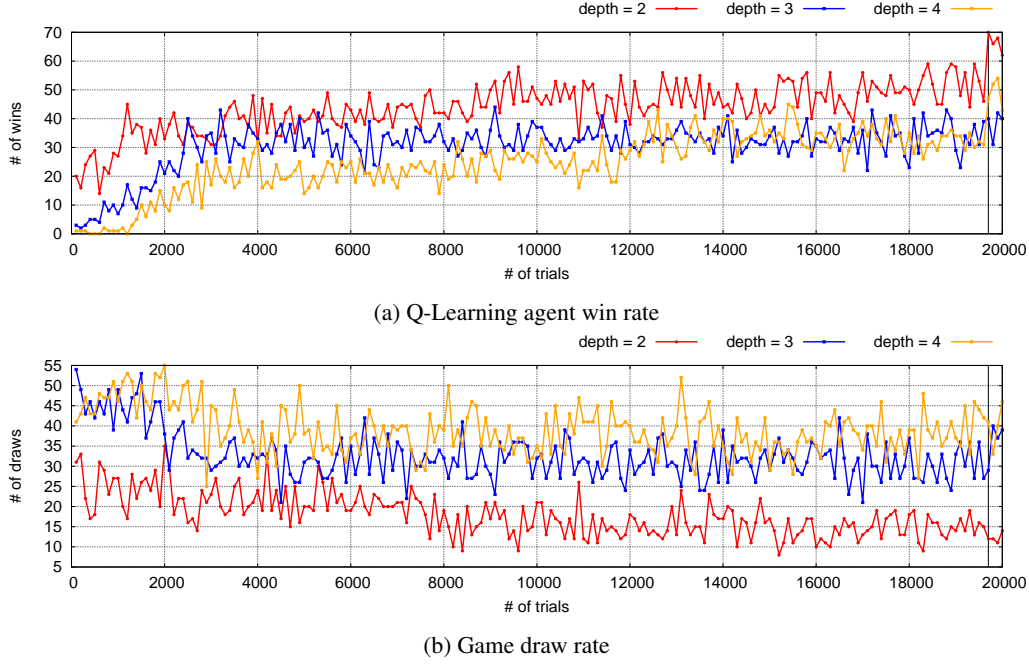 depth = 2 depth = 3 depth = 4
70
60
50
40
30
20
10
0
# of wins
0 2000 4000 6000 8000 10000 12000 14000 16000 18000 20000
# of trials
(a) Q-Learning agent win rate
depth = 2 depth = 3 depth = 4
55
50
45
40
35
30
25
20
15
10
5
# of draws
0 2000 4000 6000 8000 10000 12000 14000 16000 18000 20000
# of trials
(b) Game draw rate